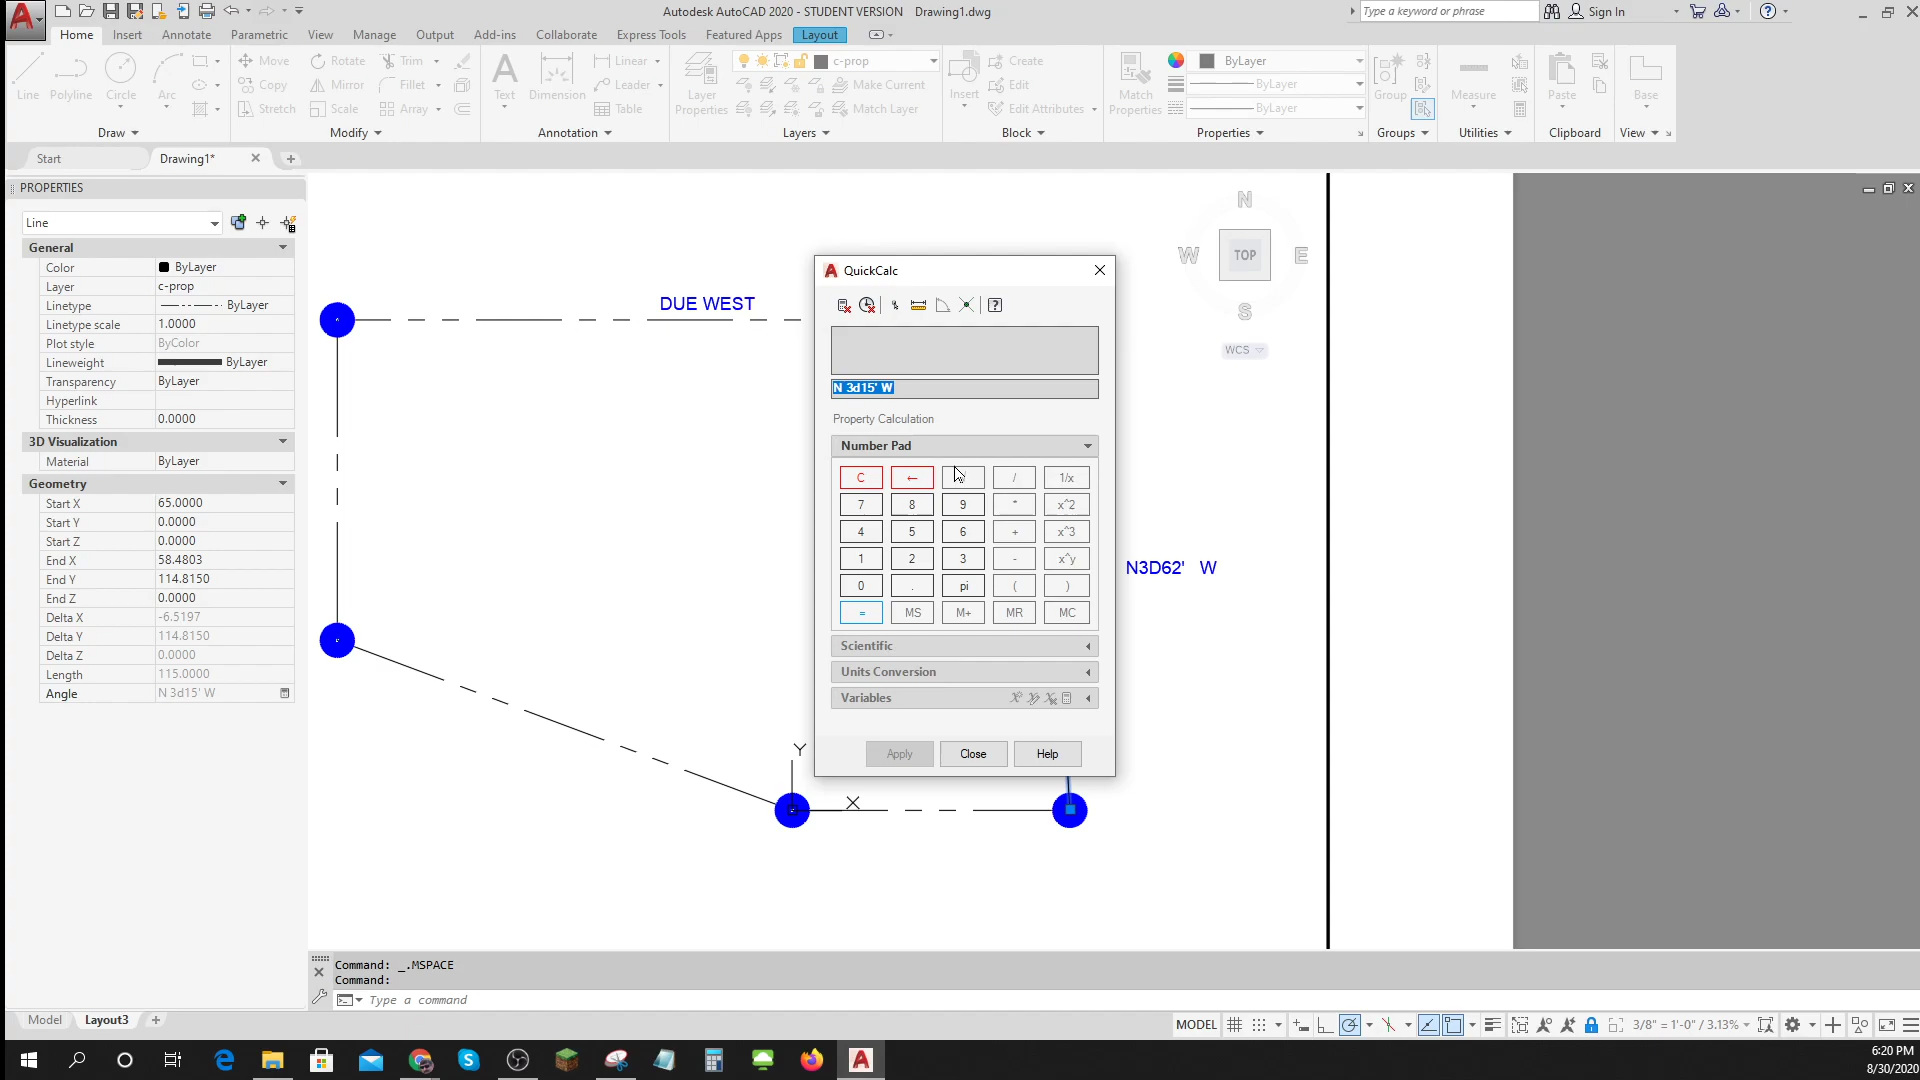 Autodesk AutoCAD 2020 - STUDENT VERSION Drawing1.dwg
Type a keyword or phrase
Sign In
Home Insert Annotate Parametric View Manage Output Add-ins Collaborate Express Tools Featured Apps Layout
Line Polyline Circle Arc
Move Rotate Trim
Copy Mirror Fillet
Stretch Scale Array
Text Dimension
Linear
Leader
Table
Layer Properties
c-prop
Make Current
Match Layer
Insert
Create
Edit
Edit Attributes
Match Properties
ByLayer
ByLayer
ByLayer
Group
Measure
Paste
Base
Draw Modify Annotation Layers Block Properties Groups Utilities Clipboard View
Start Drawing1*
PROPERTIES
Line
General
Color ByLayer
Layer c-prop
Linetype ByLayer
Linetype scale 1.0000
Plot style ByColor
Lineweight ByLayer
Transparency ByLayer
Hyperlink
Thickness 0.0000
3D Visualization
Material ByLayer
Geometry
Start X 65.0000
Start Y 0.0000
Start Z 0.0000
End X 58.4803
End Y 114.8150
End Z 0.0000
Delta X -6.5197
Delta Y 114.8150
Delta Z 0.0000
Length 115.0000
Angle N 3d15' W
DUE WEST
N
W TOP E
S
WCS
N3D62' W
Y
X
QuickCalc
N 3d15' W
Property Calculation
Number Pad
C ← / 1/x
7 8 9 * x^2
4 5 6 + x^3
1 2 3 - x^y
0 . pi ( )
= MS M+ MR MC
Scientific
Units Conversion
Variables
Apply Close Help
Command: _.MSPACE
Command:
Type a command
Model Layout3 +
MODEL
3/8" = 1'-0" / 3.13%
6:20 PM
8/30/2020